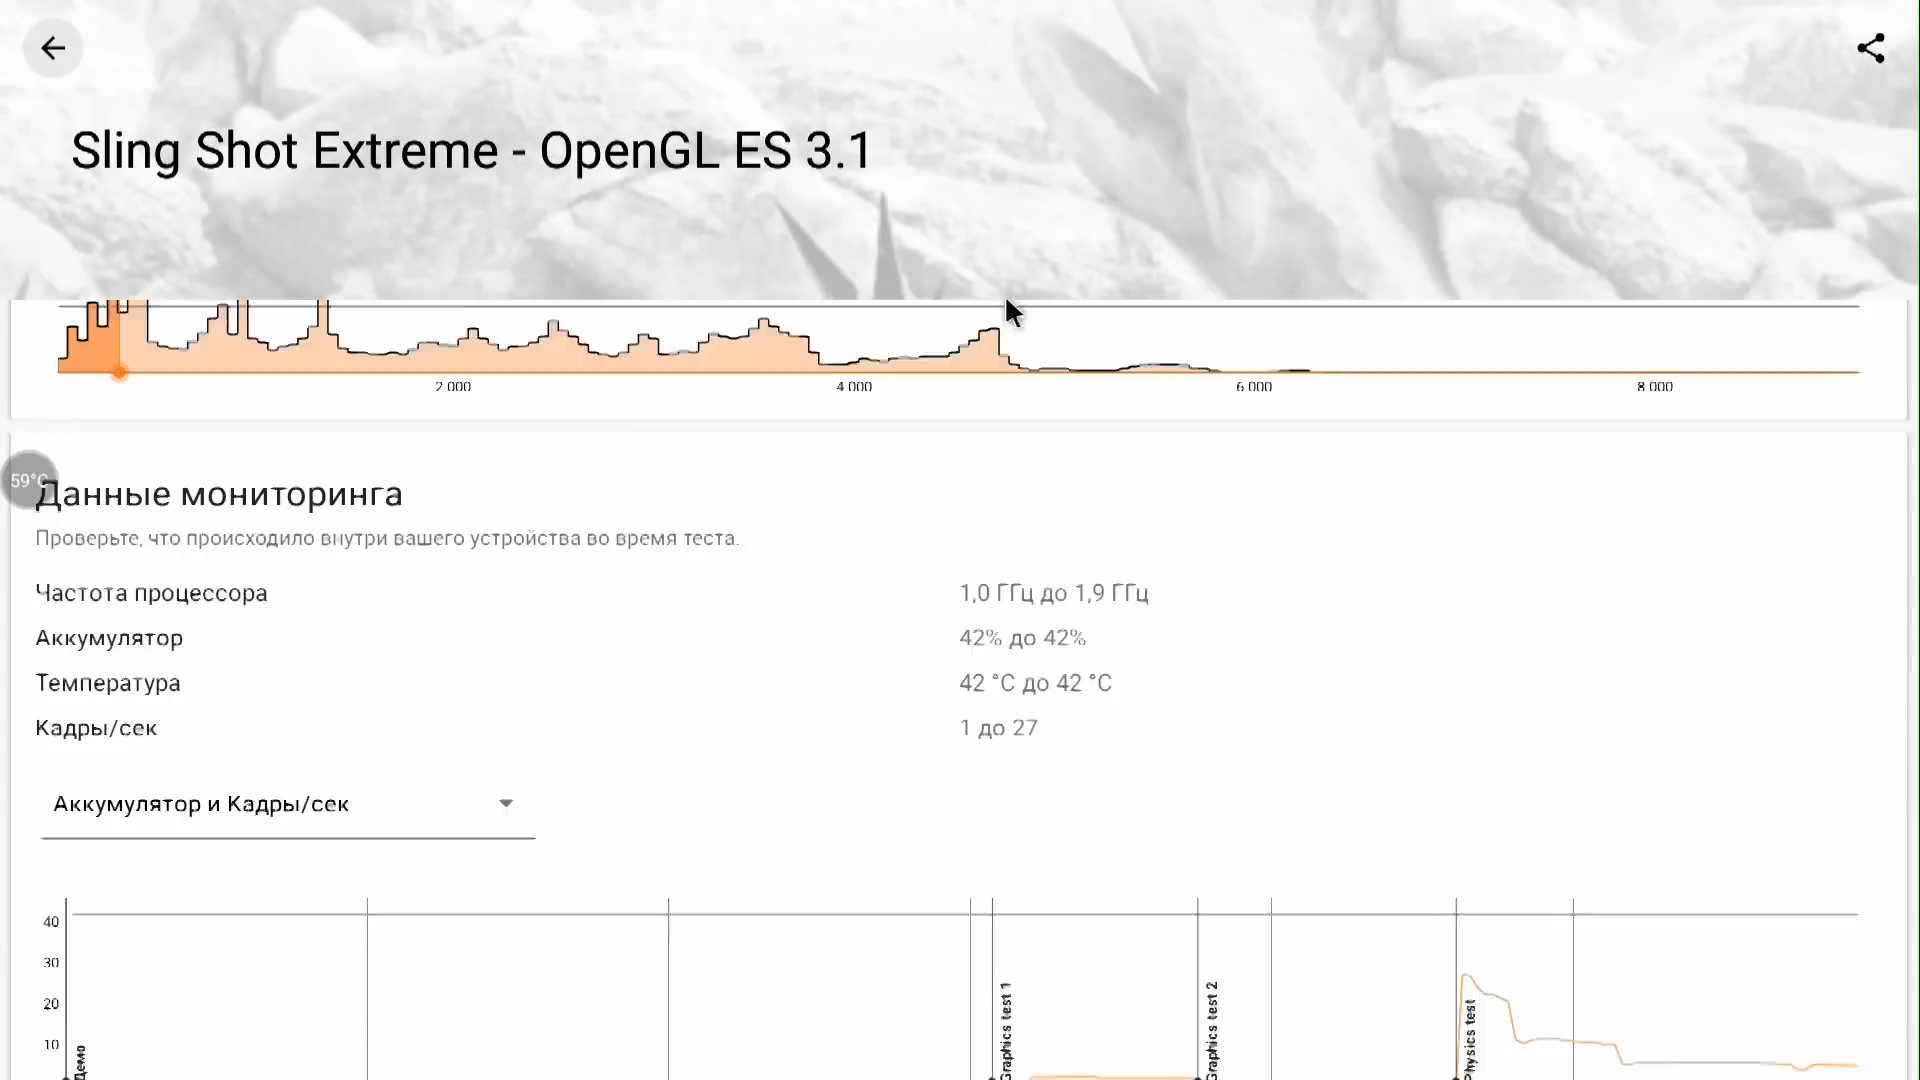 Sling Shot Extreme - OpenGL ES 3.1
2 000
4 000
6 000
8 000
59°C
Данные мониторинга
Проверьте, что происходило внутри вашего устройства во время теста.
Частота процессора
1,0 ГГц до 1,9 ГГц
Аккумулятор
42% до 42%
Температура
42 °C до 42 °C
Кадры/сек
1 до 27
Аккумулятор и Кадры/сек
40
30
20
10
Демо
Graphics test 1
Graphics test 2
Physics test